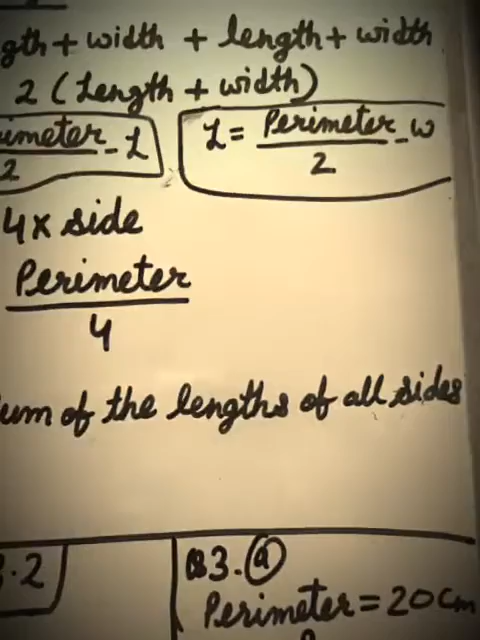 gth + width + length + width
2 (Length + width)
imeter/2 - L L = Perimeter/2 - w
4 x side
Perimeter
4
um of the lengths of all sides
.2 Q3. (a)
Perimeter = 20 cm